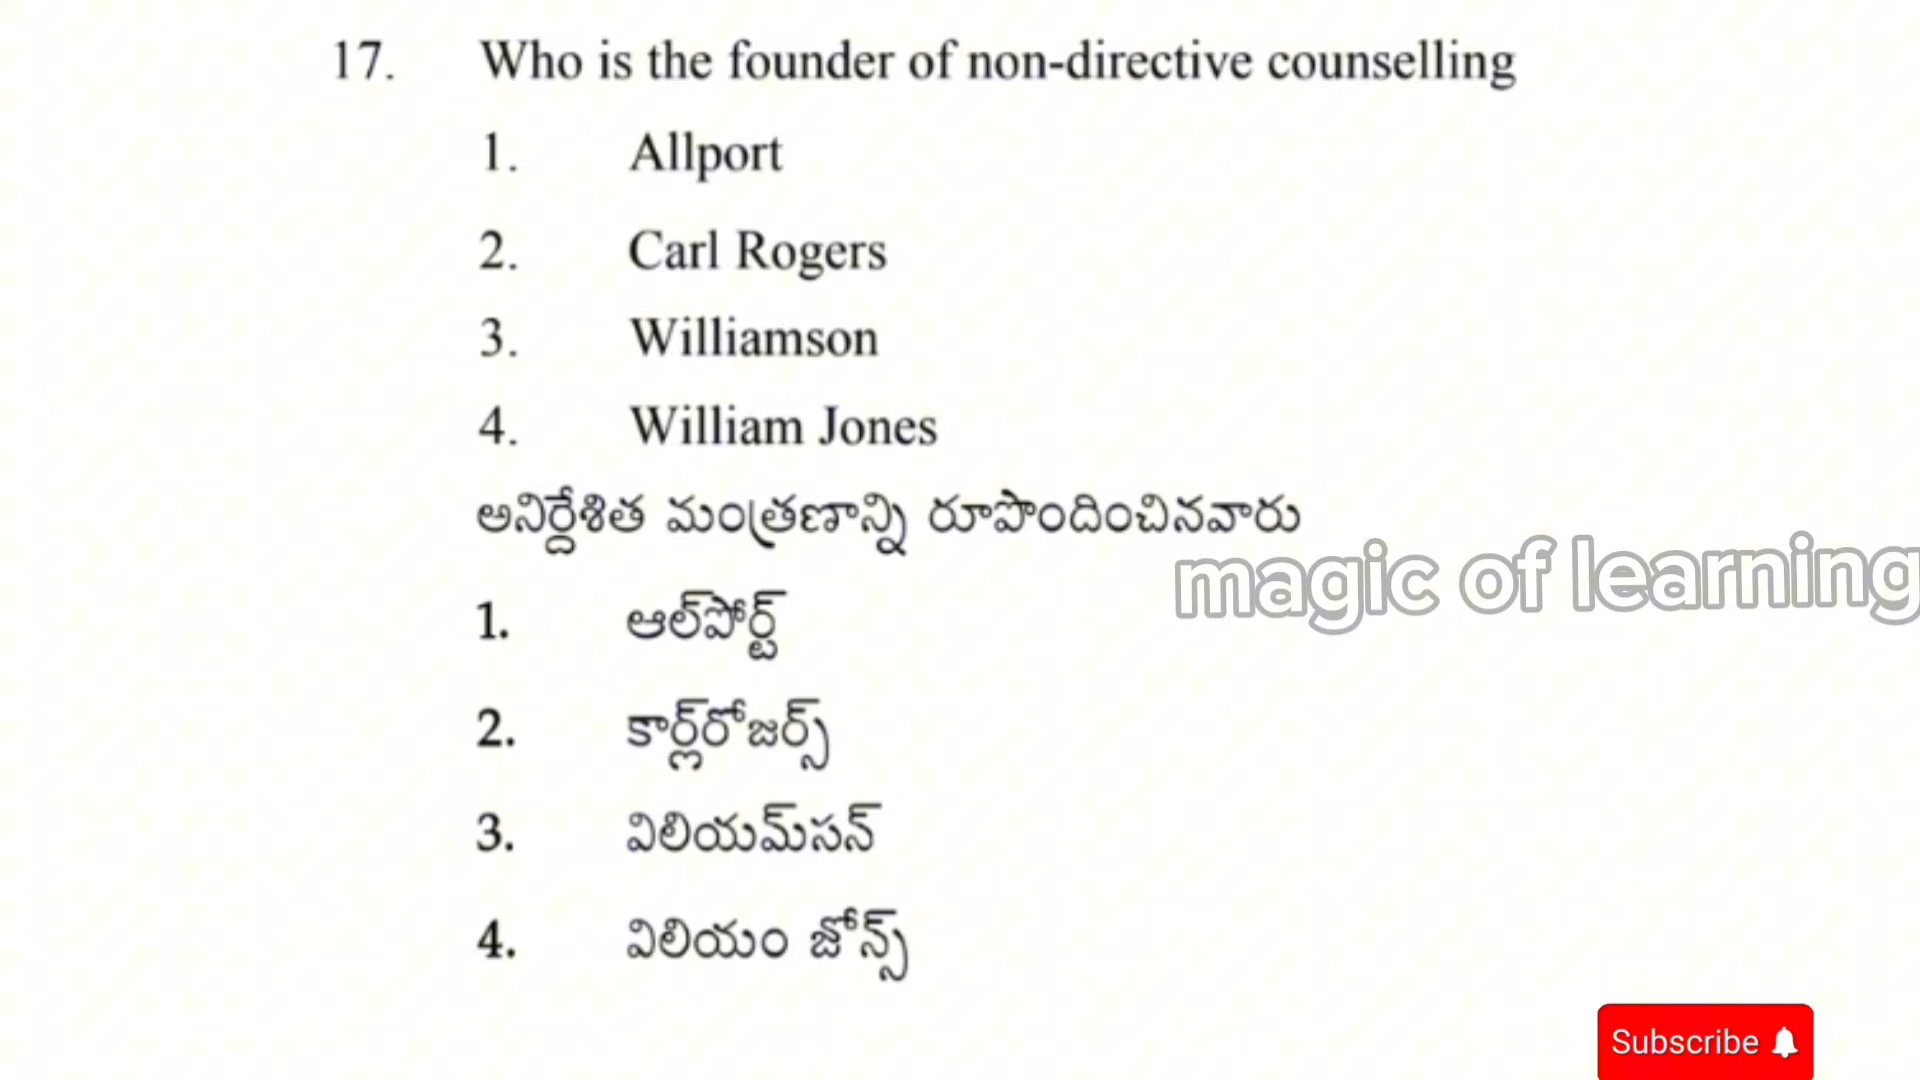 17. Who is the founder of non-directive counselling
1. Allport
2. Carl Rogers
3. Williamson
4. William Jones
అనిర్దేశిత మంత్రణాన్ని రూపొందించినవారు
magic of learning
1. ఆల్‌పోర్ట్
2. కార్ల్‌రోజర్స్
3. విలియమ్‌సన్
4. విలియం జోన్స్
Subscribe